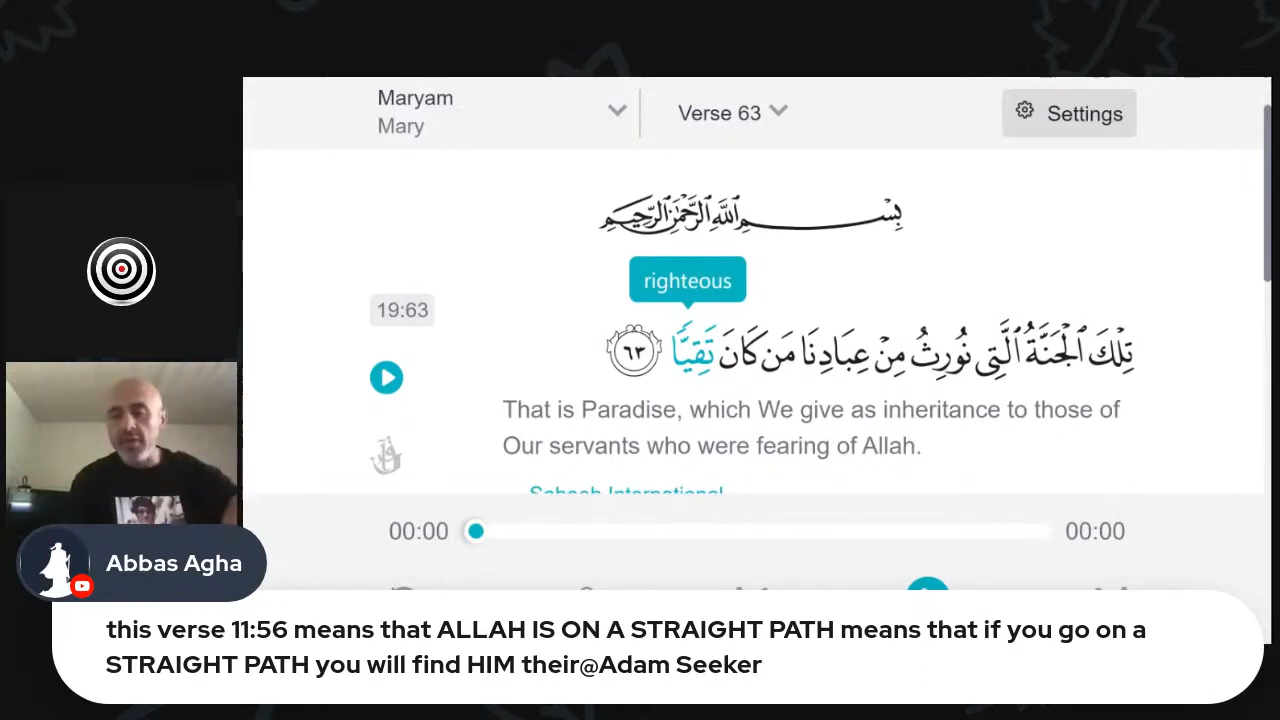 Maryam
Mary
Verse 63
Settings
بِسْمِ ٱللَّهِ ٱلرَّحْمَٰنِ ٱلرَّحِيمِ
righteous
19:63
تِلْكَ ٱلْجَنَّةُ ٱلَّتِى نُورِثُ مِنْ عِبَادِنَا مَن كَانَ تَقِيًّا ٦٣
That is Paradise, which We give as inheritance to those of
Our servants who were fearing of Allah.
Saheeh International
00:00
00:00
Abbas Agha
this verse 11:56 means that ALLAH IS ON A STRAIGHT PATH means that if you go on a
STRAIGHT PATH you will find HIM their@Adam Seeker